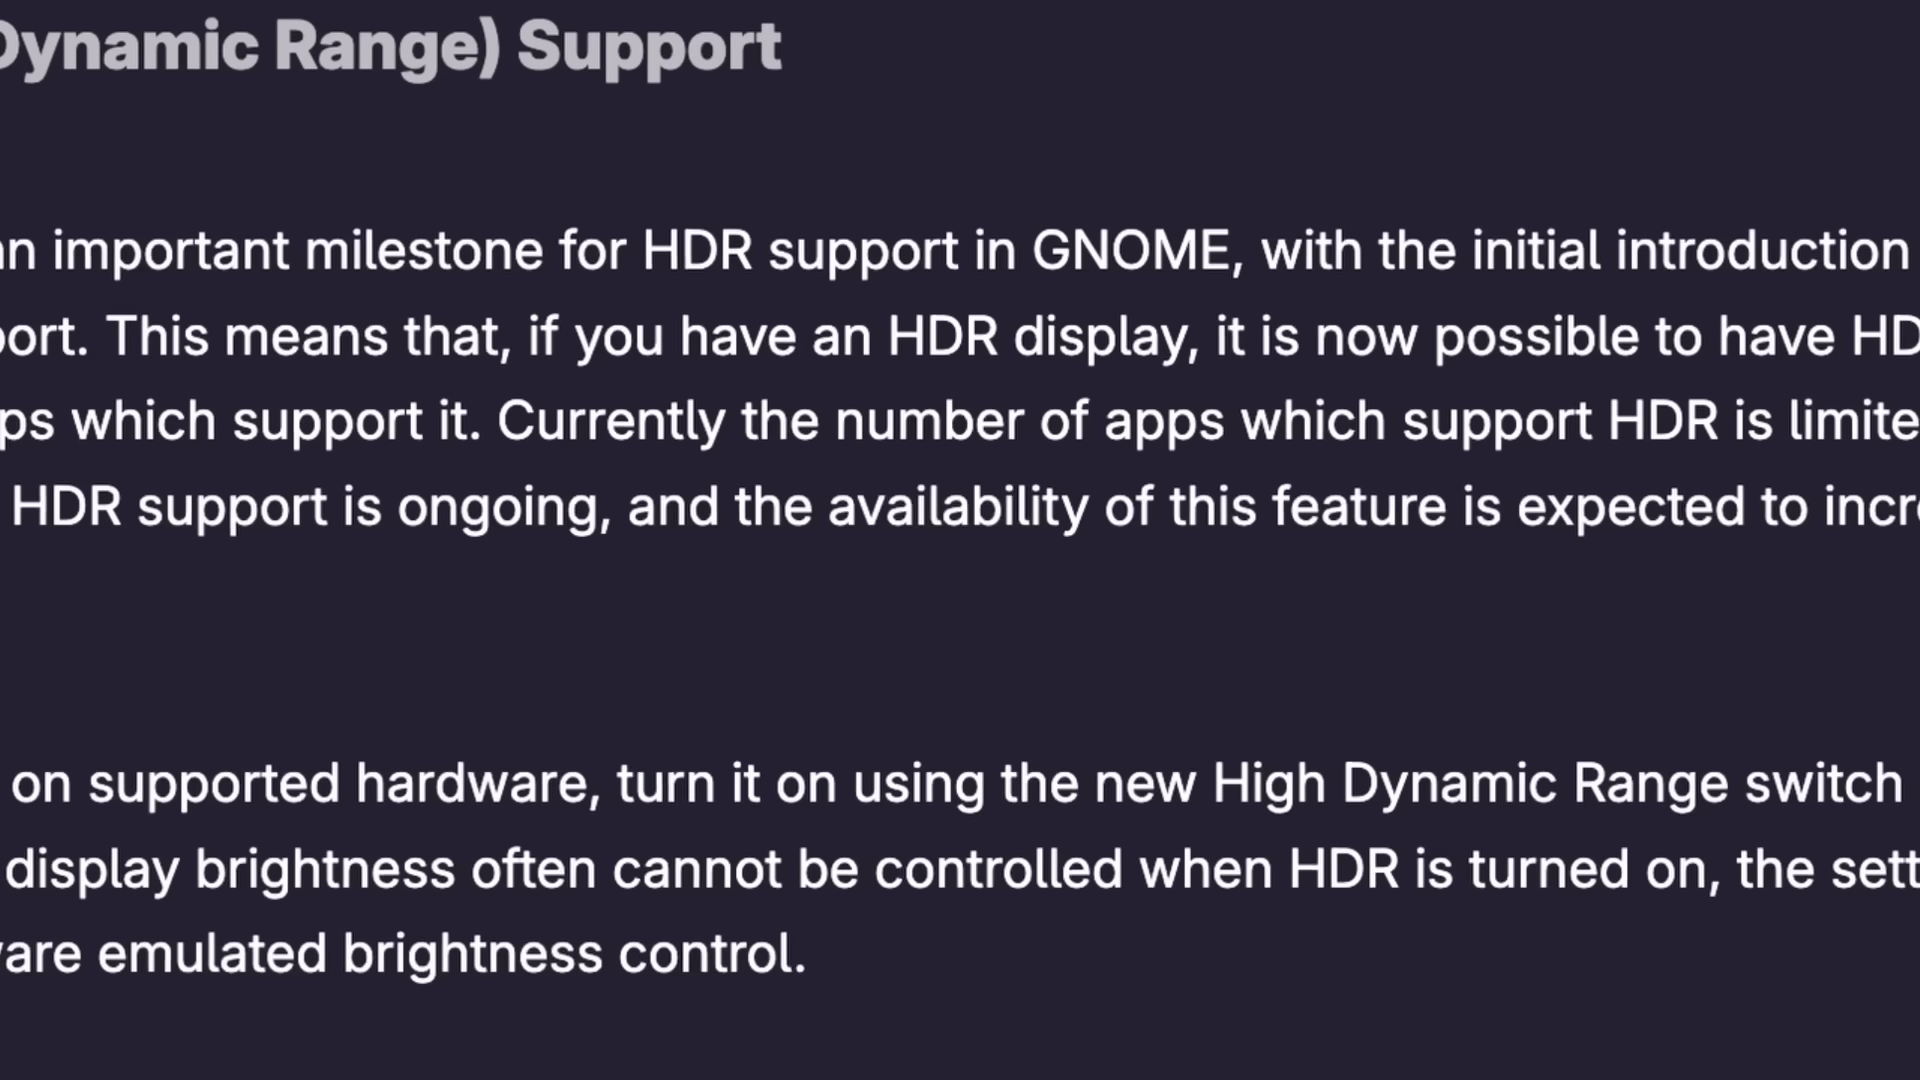 Dynamic Range) Support
an important milestone for HDR support in GNOME, with the initial introduction
port. This means that, if you have an HDR display, it is now possible to have HD
ps which support it. Currently the number of apps which support HDR is limite
HDR support is ongoing, and the availability of this feature is expected to incre
on supported hardware, turn it on using the new High Dynamic Range switch
display brightness often cannot be controlled when HDR is turned on, the sett
ware emulated brightness control.